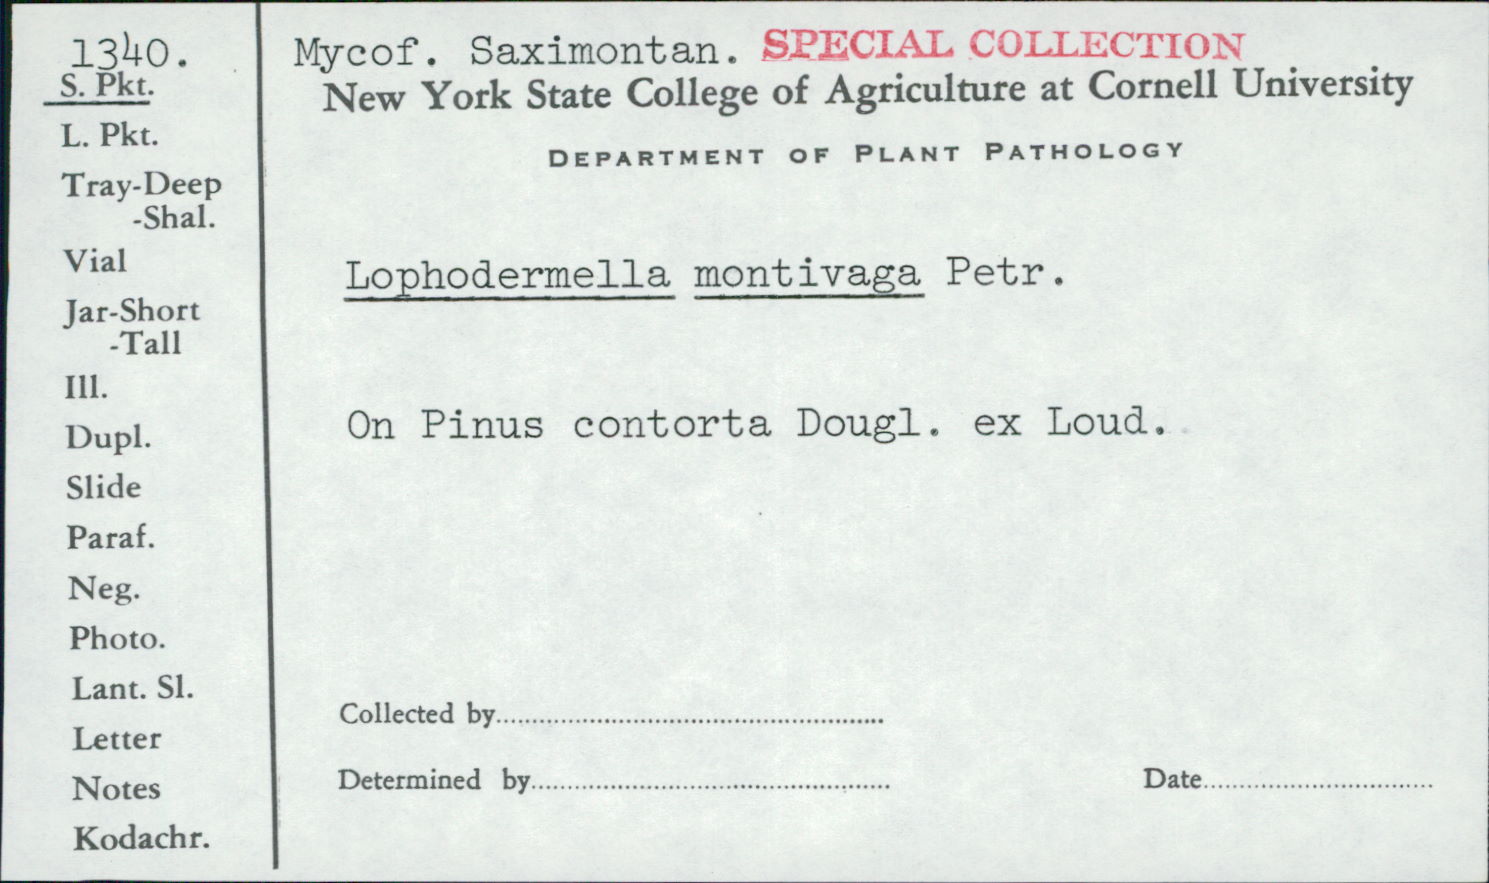 1340.
S. Pkt.
L. Pkt.
Tray-Deep
-Shal.
Vial
Jar-Short
-Tall
Ill.
Dupl.
Slide
Paraf.
Neg.
Photo.
Lant. Sl.
Letter
Notes
Kodachr.
Mycof. Saximontan. SPECIAL COLLECTION
New York State College of Agriculture at Cornell University
DEPARTMENT OF PLANT PATHOLOGY
Lophodermella montivaga Petr.
On Pinus contorta Dougl. ex Loud.
Collected by
Determined by Date